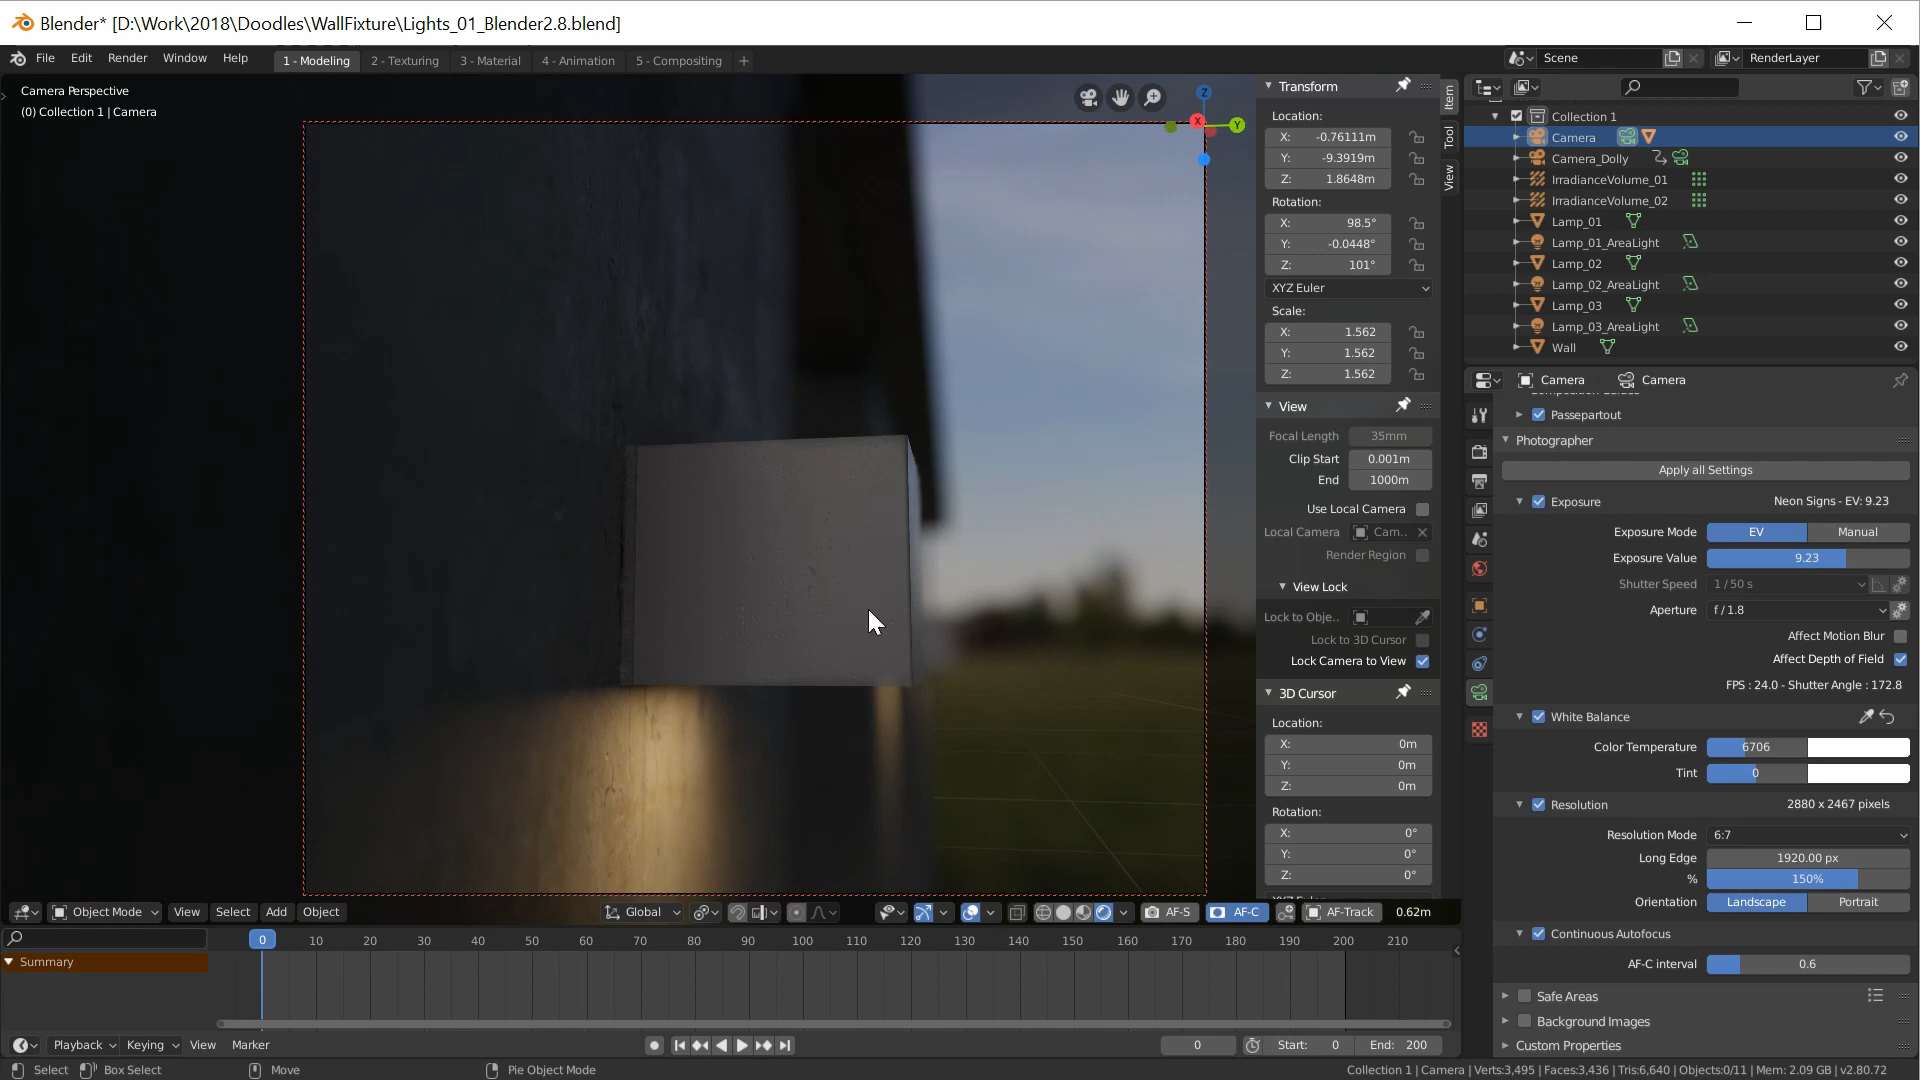 Blender* [D:\Work\2018\Doodles\WallFixture\Lights_01_Blender2.8.blend]
File Edit Render Window Help
1 - Modeling 2 - Texturing 3 - Material 4 - Animation 5 - Compositing +
Scene RenderLayer
Camera Perspective
(0) Collection 1 | Camera
Z
X
Y
Transform
Location:
X: -0.76111m
Y: -9.3919m
Z: 1.8648m
Rotation:
X: 98.5°
Y: -0.0448°
Z: 101°
XYZ Euler
Scale:
X: 1.562
Y: 1.562
Z: 1.562
View
Focal Length 35mm
Clip Start 0.001m
End 1000m
Use Local Camera
Local Camera Cam..
Render Region
View Lock
Lock to Obje..
Lock to 3D Cursor
Lock Camera to View
3D Cursor
Location:
X: 0m
Y: 0m
Z: 0m
Rotation:
X: 0°
Y: 0°
Z: 0°
Item
Tool
View
Collection 1
Camera
Camera_Dolly
IrradianceVolume_01
IrradianceVolume_02
Lamp_01
Lamp_01_AreaLight
Lamp_02
Lamp_02_AreaLight
Lamp_03
Lamp_03_AreaLight
Wall
Camera Camera
Passepartout
Photographer
Apply all Settings
Exposure Neon Signs - EV: 9.23
Exposure Mode EV Manual
Exposure Value 9.23
Shutter Speed 1 / 50 s
Aperture f / 1.8
Affect Motion Blur
Affect Depth of Field
FPS : 24.0 - Shutter Angle : 172.8
White Balance
Color Temperature 6706
Tint 0
Resolution 2880 x 2467 pixels
Resolution Mode 6:7
Long Edge 1920.00 px
% 150%
Orientation Landscape Portrait
Continuous Autofocus
AF-C interval 0.6
Safe Areas
Background Images
Custom Properties
Object Mode View Select Add Object Global AF-S AF-C AF-Track 0.62m
0 10 20 30 40 50 60 70 80 90 100 110 120 130 140 150 160 170 180 190 200 210
Summary
Playback Keying View Marker 0 Start: 0 End: 200
Select Box Select Move Pie Object Mode Collection 1 | Camera | Verts:3,495 | Faces:3,436 | Tris:6,640 | Objects:0/11 | Mem: 2.09 GB | v2.80.72